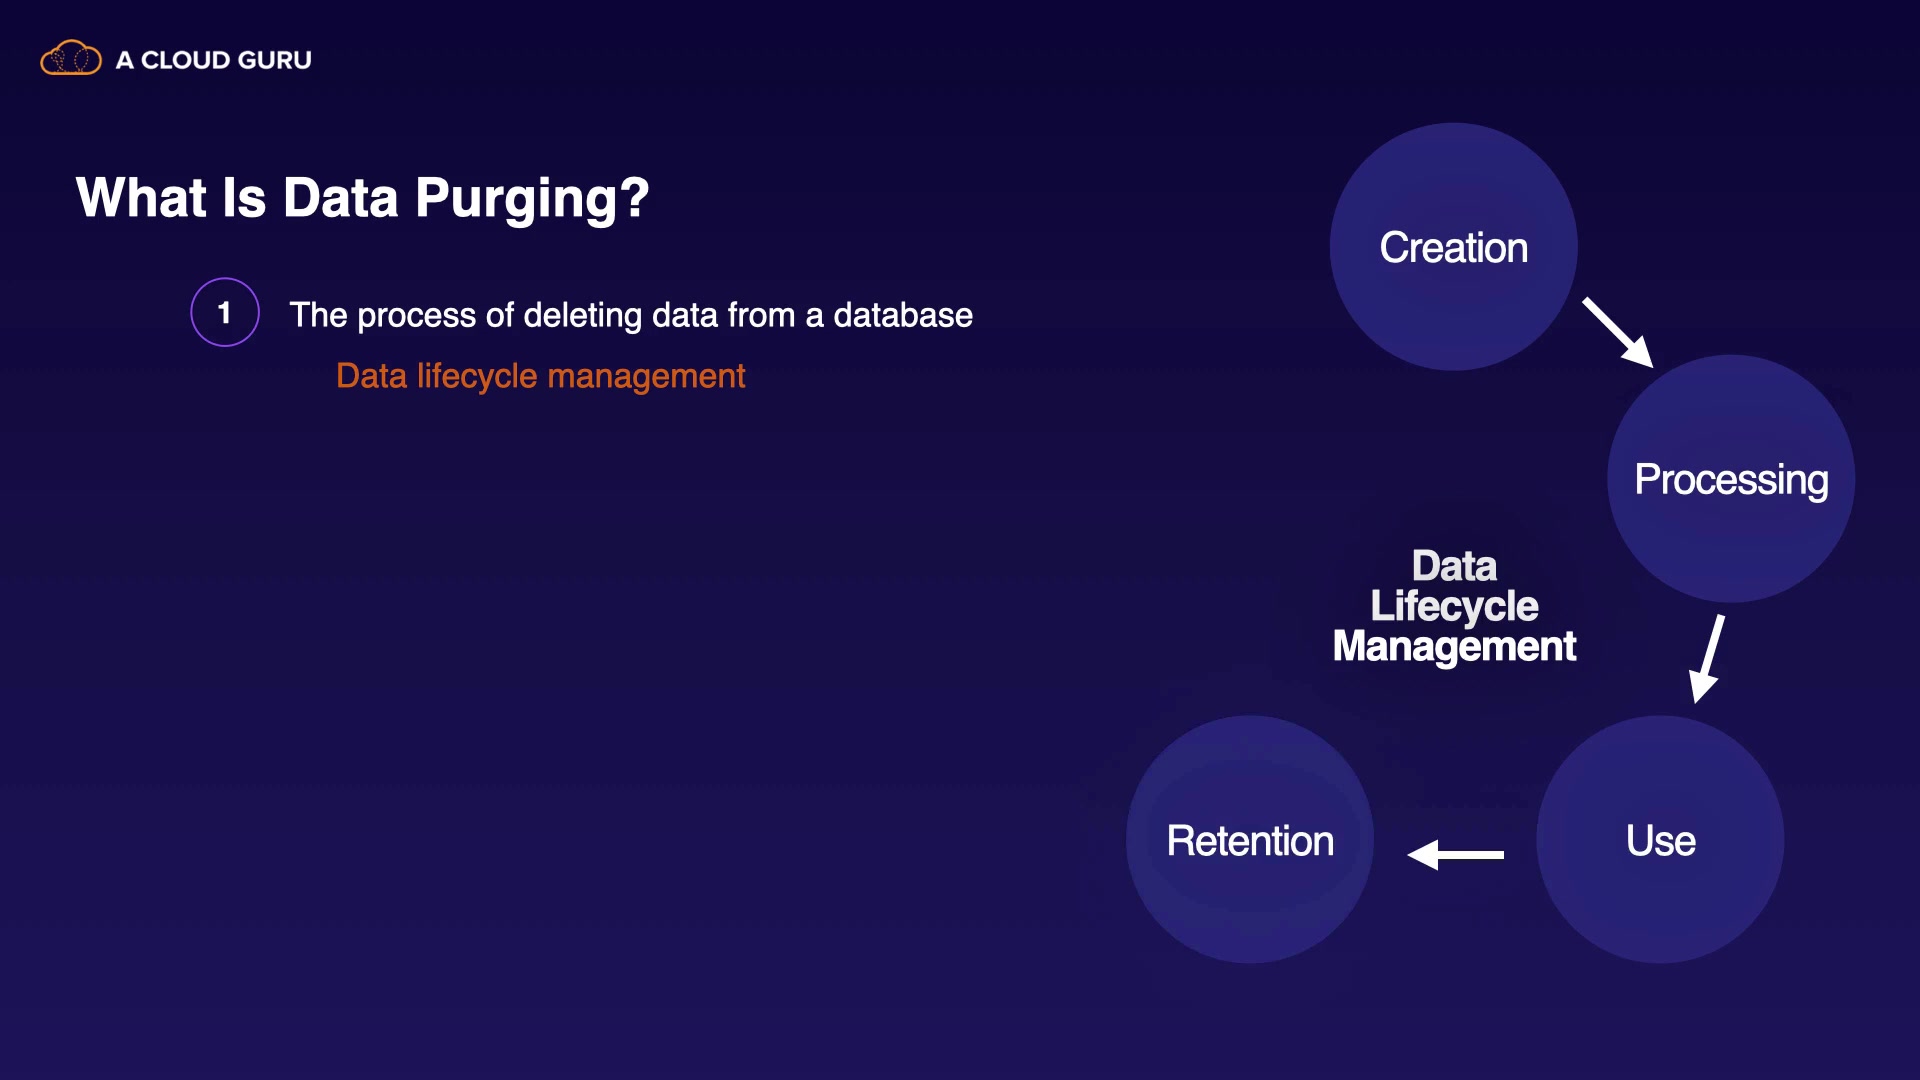 A CLOUD GURU
What Is Data Purging?
1 The process of deleting data from a database
Data lifecycle management
Creation
Processing
Data
Lifecycle
Management
Retention
Use